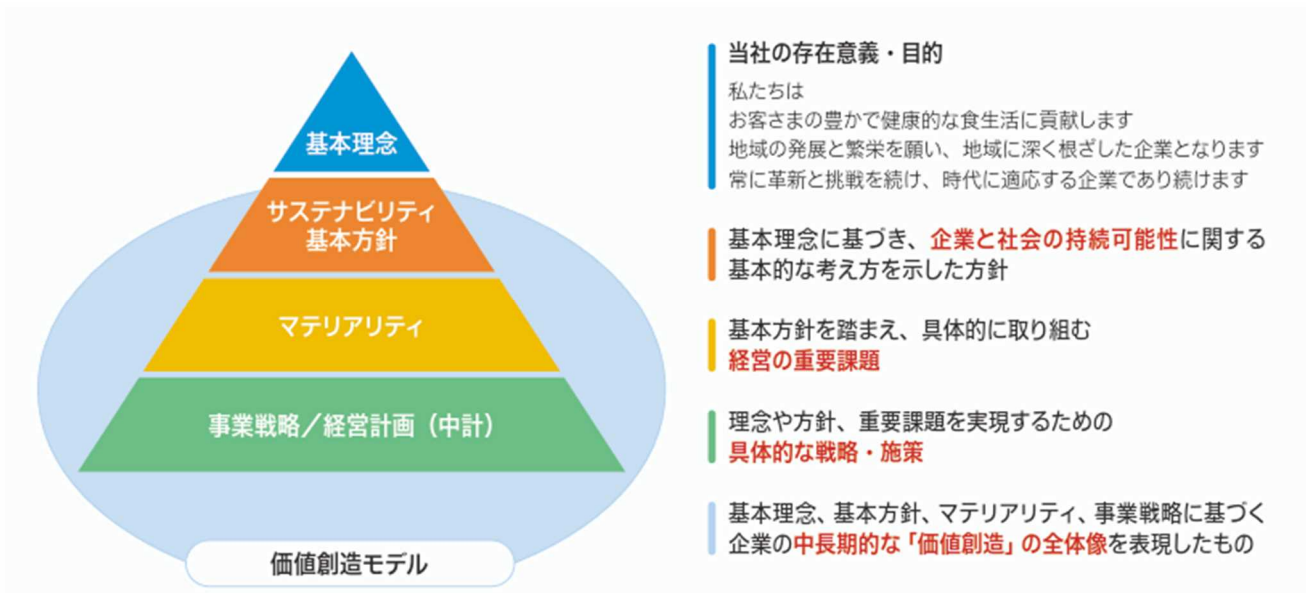 基本理念
サステナビリティ
基本方針
マテリアリティ
事業戦略／経営計画（中計）
価値創造モデル
当社の存在意義・目的
私たちは
お客さまの豊かで健康的な食生活に貢献します
地域の発展と繁栄を願い、地域に深く根ざした企業となります
常に革新と挑戦を続け、時代に適応する企業であり続けます
基本理念に基づき、企業と社会の持続可能性に関する
基本的な考え方を示した方針
基本方針を踏まえ、具体的に取り組む
経営の重要課題
理念や方針、重要課題を実現するための
具体的な戦略・施策
基本理念、基本方針、マテリアリティ、事業戦略に基づく
企業の中長期的な「価値創造」の全体像を表現したもの